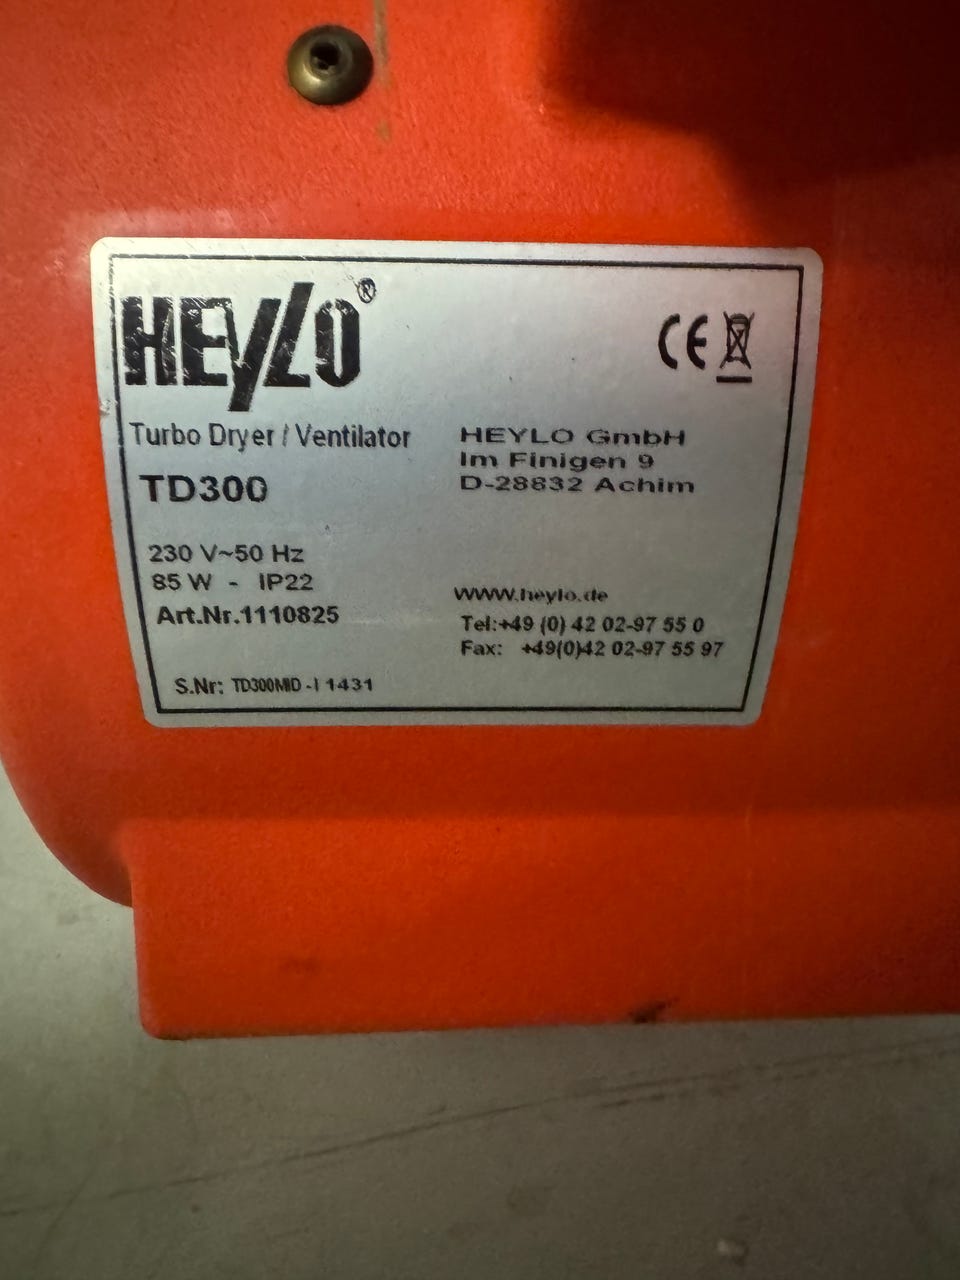 HEYLO®
CE
Turbo Dryer / Ventilator
TD300
230 V~50 Hz
85 W - IP22
Art.Nr.1110825
S.Nr: TD300MID -I 1431
HEYLO GmbH
Im Finigen 9
D-28832 Achim
www.heylo.de
Tel:+49 (0) 42 02-97 55 0
Fax: +49(0)42 02-97 55 97